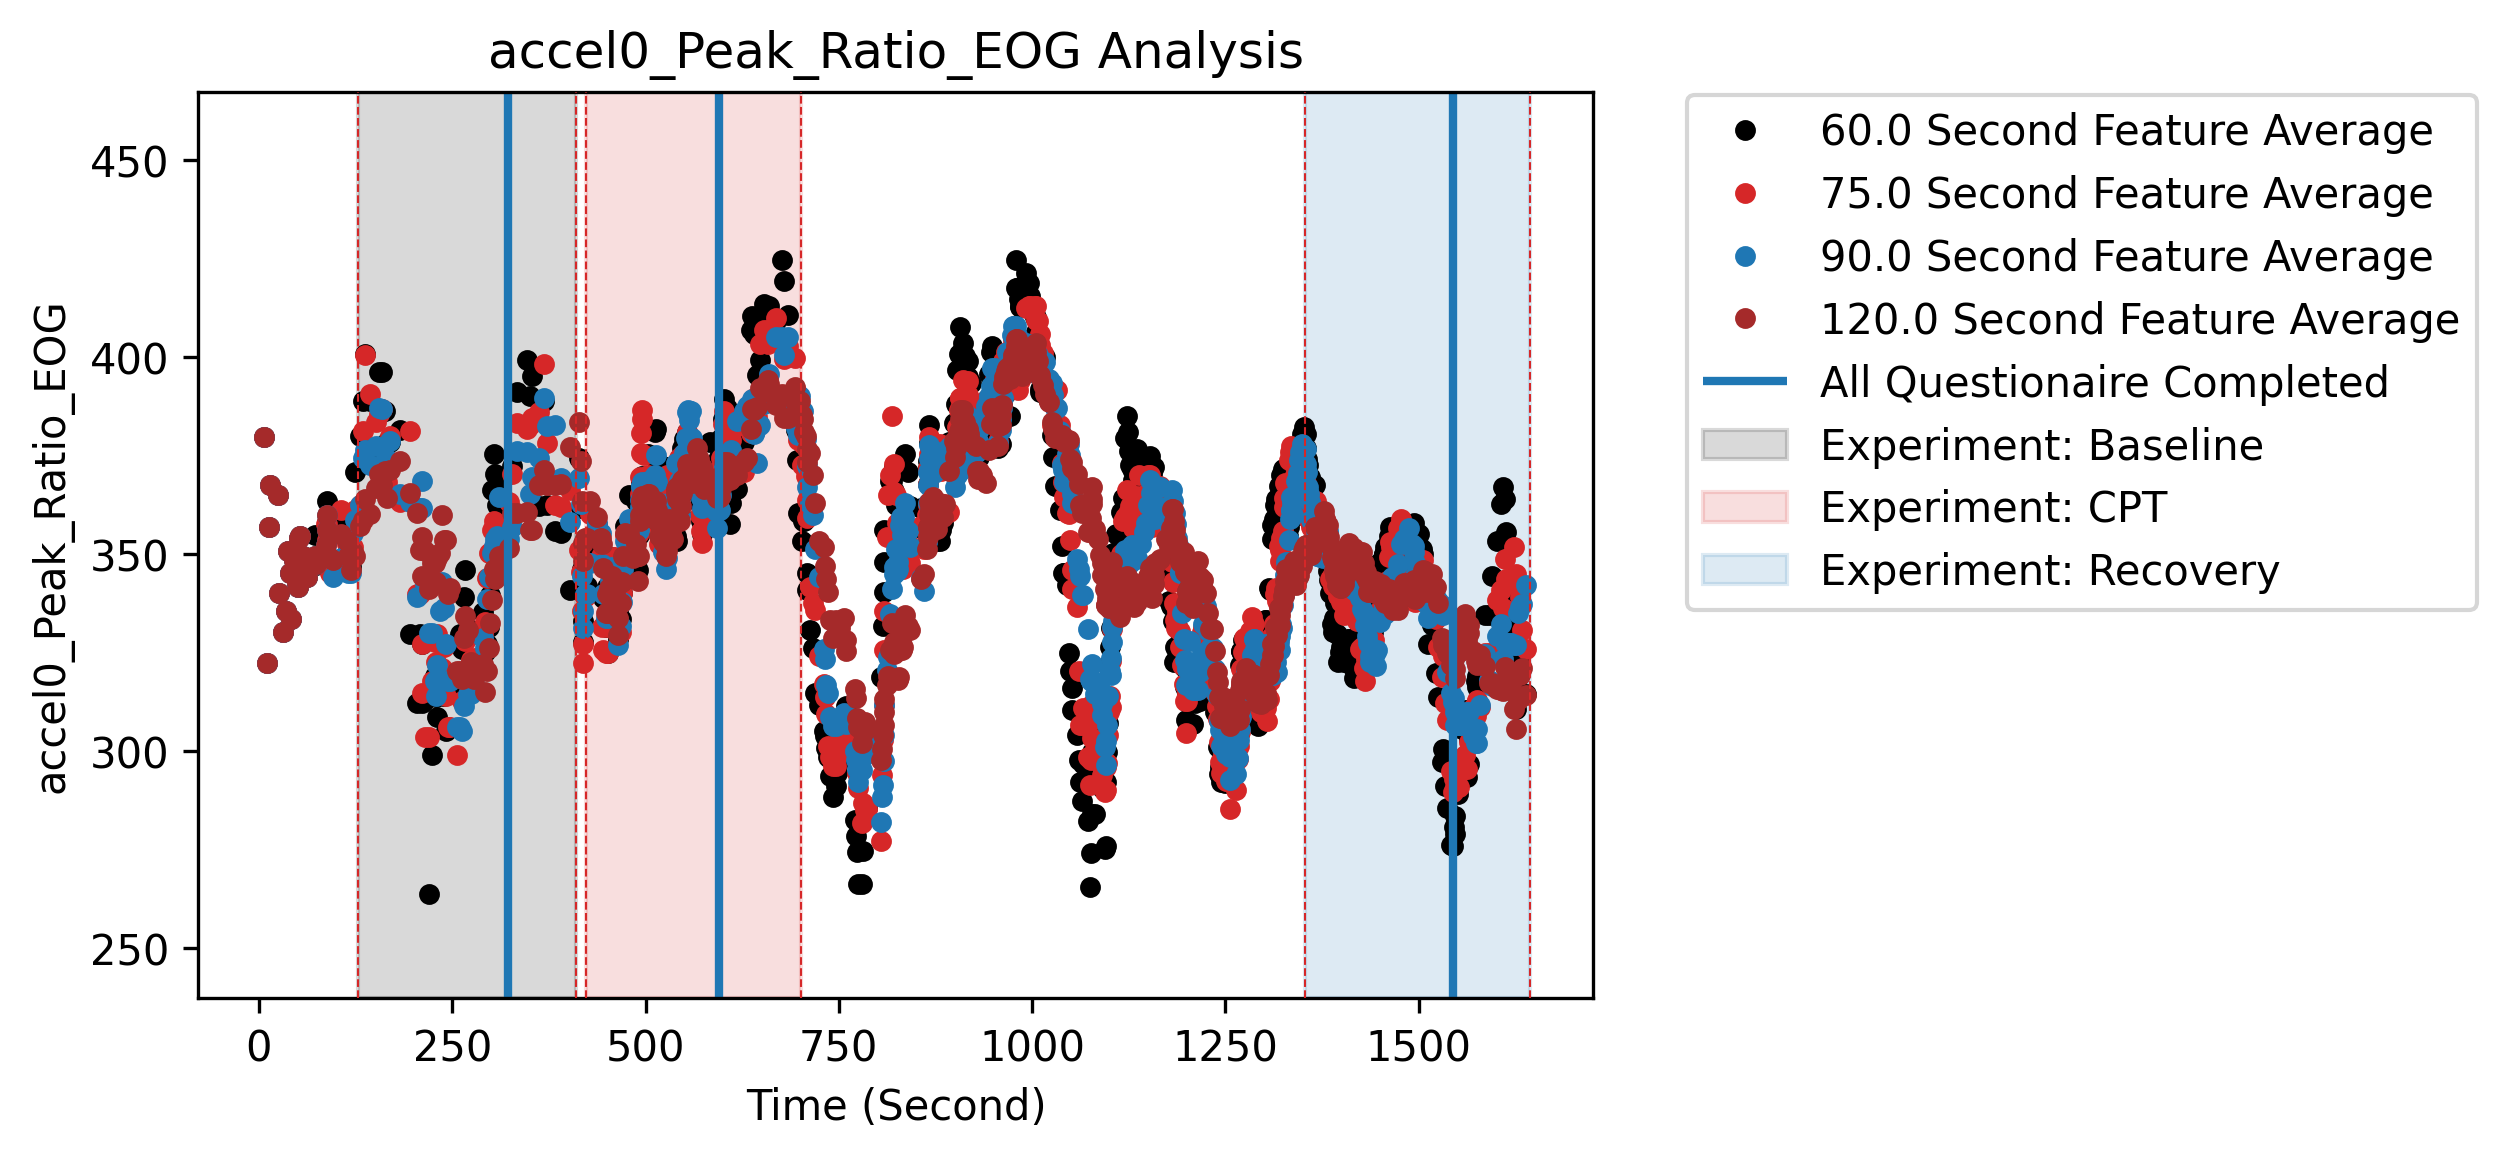 accel0_Peak_Ratio_EOG Analysis
accel0_Peak_Ratio_EOG
450
400
350
300
250
0
250
500
750
1000
1250
1500
Time (Second)
60.0 Second Feature Average
75.0 Second Feature Average
90.0 Second Feature Average
120.0 Second Feature Average
All Questionaire Completed
Experiment: Baseline
Experiment: CPT
Experiment: Recovery